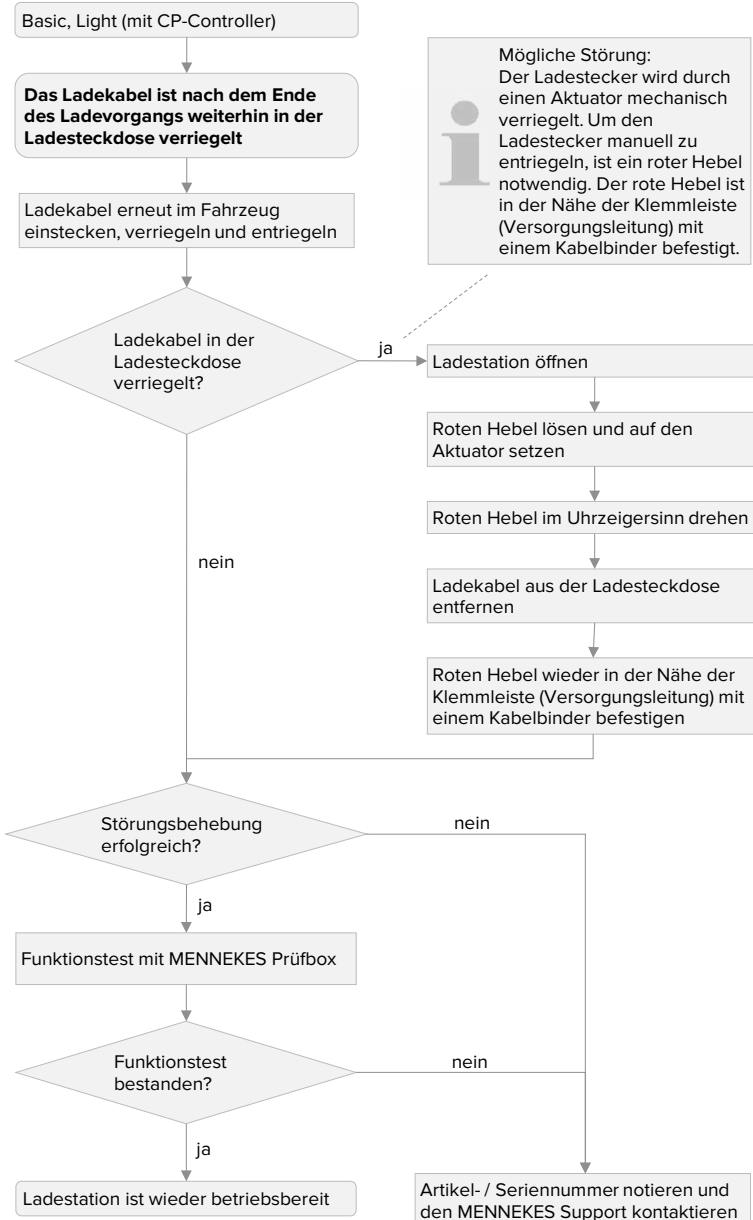 Basic, Light (mit CP-Controller)
Das Ladekabel ist nach dem Ende
des Ladevorgangs weiterhin in der
Ladesteckdose verriegelt
Mögliche Störung:
Der Ladestecker wird durch
einen Aktuator mechanisch
verriegelt. Um den
Ladestecker manuell zu
entriegeln, ist ein roter Hebel
notwendig. Der rote Hebel ist
in der Nähe der Klemmleiste
(Versorgungsleitung) mit
einem Kabelbinder befestigt.
Ladekabel erneut im Fahrzeug
einstecken, verriegeln und entriegeln
Ladekabel in der
Ladesteckdose
verriegelt?
ja
Ladestation öffnen
Roten Hebel lösen und auf den
Aktuator setzen
Roten Hebel im Uhrzeigersinn drehen
Ladekabel aus der Ladesteckdose
entfernen
Roten Hebel wieder in der Nähe der
Klemmleiste (Versorgungsleitung) mit
einem Kabelbinder befestigen
nein
Störungsbehebung
erfolgreich?
nein
ja
Funktionstest mit MENNEKES Prüfbox
Funktionstest
bestanden?
nein
ja
Ladestation ist wieder betriebsbereit
Artikel- / Seriennummer notieren und
den MENNEKES Support kontaktieren